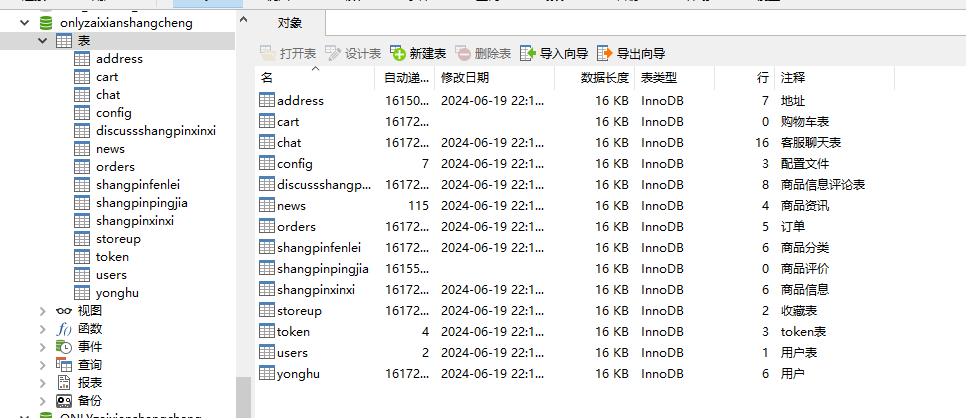 onlyzaixianshangcheng
表
address
cart
chat
config
discussshangpinxinxi
news
orders
shangpinfenlei
shangpinpingjia
shangpinxinxi
storeup
token
users
yonghu
视图
函数
事件
查询
报表
备份
对象
打开表 设计表 新建表 删除表 导入向导 导出向导
名 自动递... 修改日期 数据长度 表类型 行 注释
address 16150... 2024-06-19 22:1... 16 KB InnoDB 7 地址
cart 16172... 16 KB InnoDB 0 购物车表
chat 16172... 2024-06-19 22:1... 16 KB InnoDB 16 客服聊天表
config 7 2024-06-19 22:1... 16 KB InnoDB 3 配置文件
discussshangp... 16172... 2024-06-19 22:1... 16 KB InnoDB 8 商品信息评论表
news 115 2024-06-19 22:1... 16 KB InnoDB 4 商品资讯
orders 16172... 2024-06-19 22:1... 16 KB InnoDB 5 订单
shangpinfenlei 16172... 2024-06-19 22:1... 16 KB InnoDB 6 商品分类
shangpinpingjia 16155... 16 KB InnoDB 0 商品评价
shangpinxinxi 16172... 2024-06-19 22:1... 16 KB InnoDB 6 商品信息
storeup 16172... 2024-06-19 22:1... 16 KB InnoDB 2 收藏表
token 4 2024-06-19 22:1... 16 KB InnoDB 3 token表
users 2 2024-06-19 22:1... 16 KB InnoDB 1 用户表
yonghu 16172... 2024-06-19 22:1... 16 KB InnoDB 6 用户